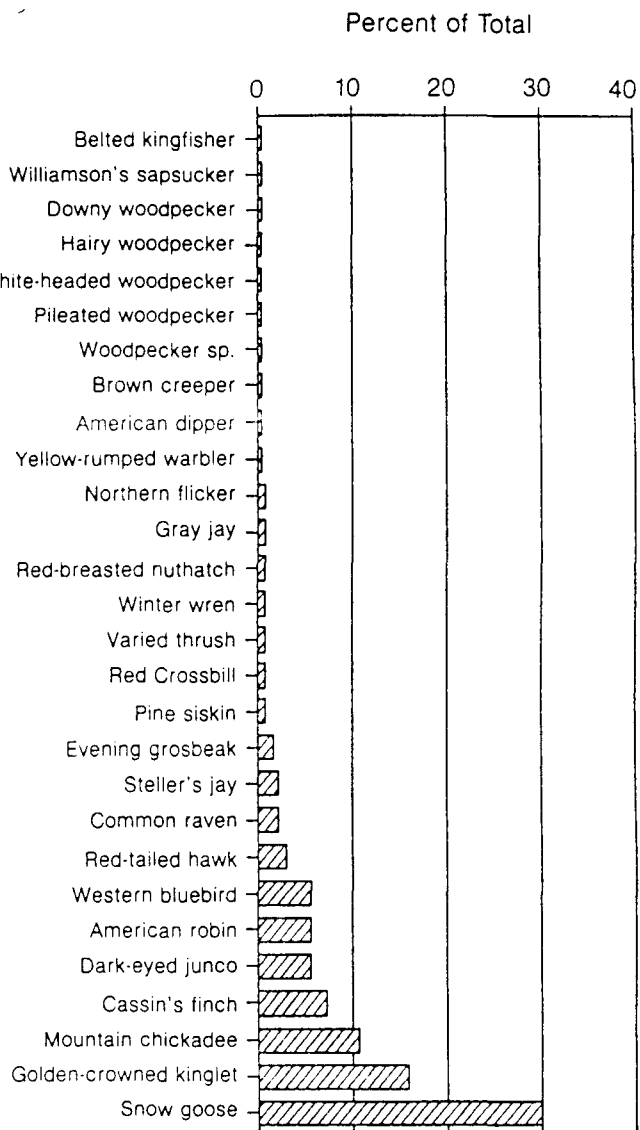 Percent of Total
0 10 20 30 40
Belted kingfisher
Williamson's sapsucker
Downy woodpecker
Hairy woodpecker
hite-headed woodpecker
Pileated woodpecker
Woodpecker sp.
Brown creeper
American dipper
Yellow-rumped warbler
Northern flicker
Gray jay
Red-breasted nuthatch
Winter wren
Varied thrush
Red Crossbill
Pine siskin
Evening grosbeak
Steller's jay
Common raven
Red-tailed hawk
Western bluebird
American robin
Dark-eyed junco
Cassin's finch
Mountain chickadee
Golden-crowned kinglet
Snow goose